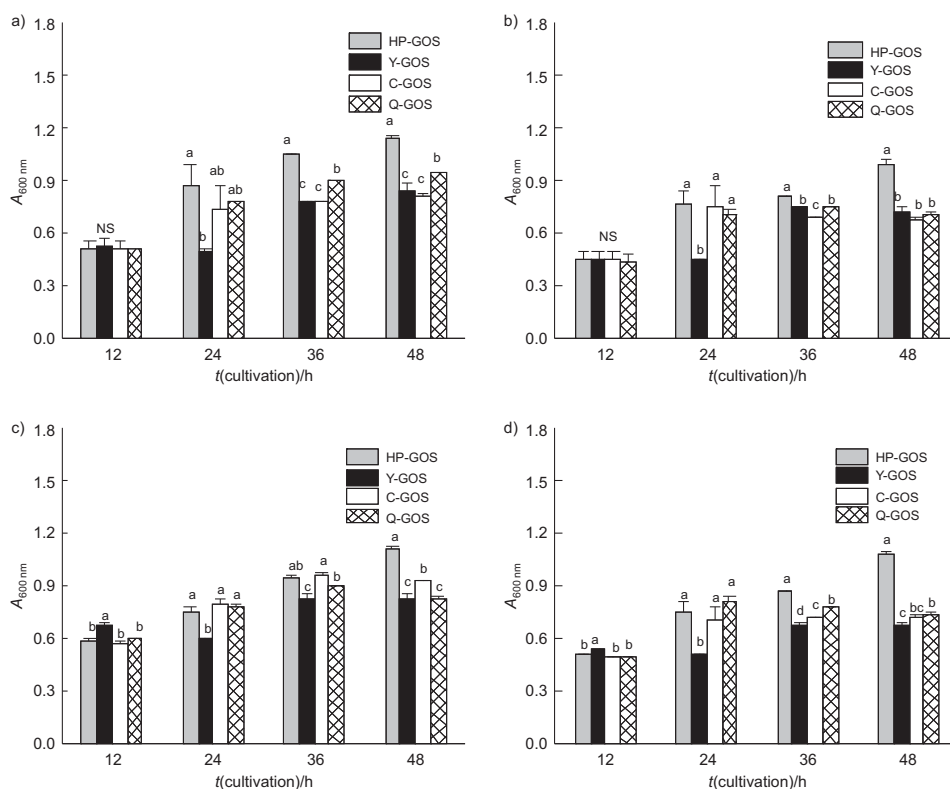 a)
1.8
1.5
1.2
0.9
0.6
0.3
0.0
A600 nm
HP-GOS
Y-GOS
C-GOS
Q-GOS
NS
a b ab ab
a c c b
a c c b
12 24 36 48
t(cultivation)/h
b)
1.8
1.5
1.2
0.9
0.6
0.3
0.0
A600 nm
HP-GOS
Y-GOS
C-GOS
Q-GOS
NS
a b a a
a b c b
a b b b
12 24 36 48
t(cultivation)/h
c)
1.8
1.5
1.2
0.9
0.6
0.3
0.0
A600 nm
HP-GOS
Y-GOS
C-GOS
Q-GOS
b a b b
a b a a
ab c a b
a c b c
12 24 36 48
t(cultivation)/h
d)
1.8
1.5
1.2
0.9
0.6
0.3
0.0
A600 nm
HP-GOS
Y-GOS
C-GOS
Q-GOS
b a b b
a b a a
a d c b
a c bc b
12 24 36 48
t(cultivation)/h